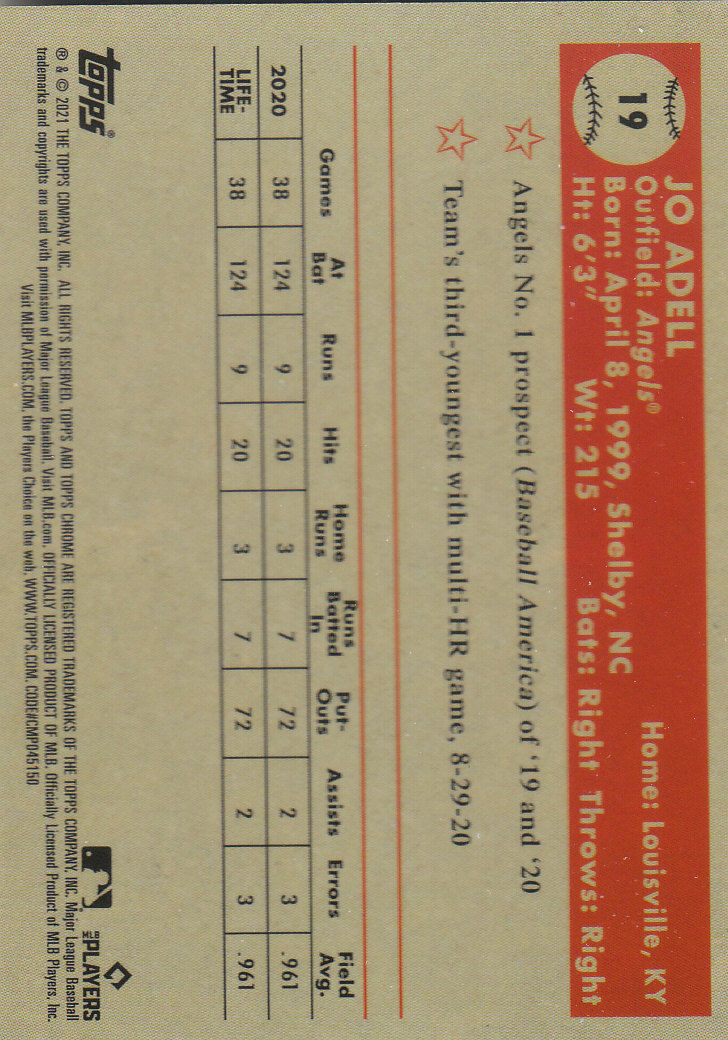 19
JO ADELL
Outfield: Angels® Home: Louisville, KY
Born: April 8, 1999, Shelby, NC
Ht: 6'3" Wt: 215 Bats: Right Throws: Right
Angels No. 1 prospect (Baseball America) of '19 and '20
Team's third-youngest with multi-HR game, 8-29-20
Games At Bat Runs Hits Home Runs Runs Batted In Put-Outs Assists Errors Field Avg.
2020 38 124 9 20 3 7 72 2 3 .961
LIFE-TIME 38 124 9 20 3 7 72 2 3 .961
topps®
MLB PLAYERS
® & © 2021 THE TOPPS COMPANY, INC. ALL RIGHTS RESERVED. TOPPS AND TOPPS CHROME ARE REGISTERED TRADEMARKS OF THE TOPPS COMPANY, INC. Major League Baseball
trademarks and copyrights are used with permission of Major League Baseball. Visit MLB.com. OFFICIALLY LICENSED PRODUCT OF MLB. Officially Licensed Product of MLB Players, Inc.
Visit MLBPLAYERS.COM, the Players Choice on the web. WWW.TOPPS.COM. CODE#CMP045150